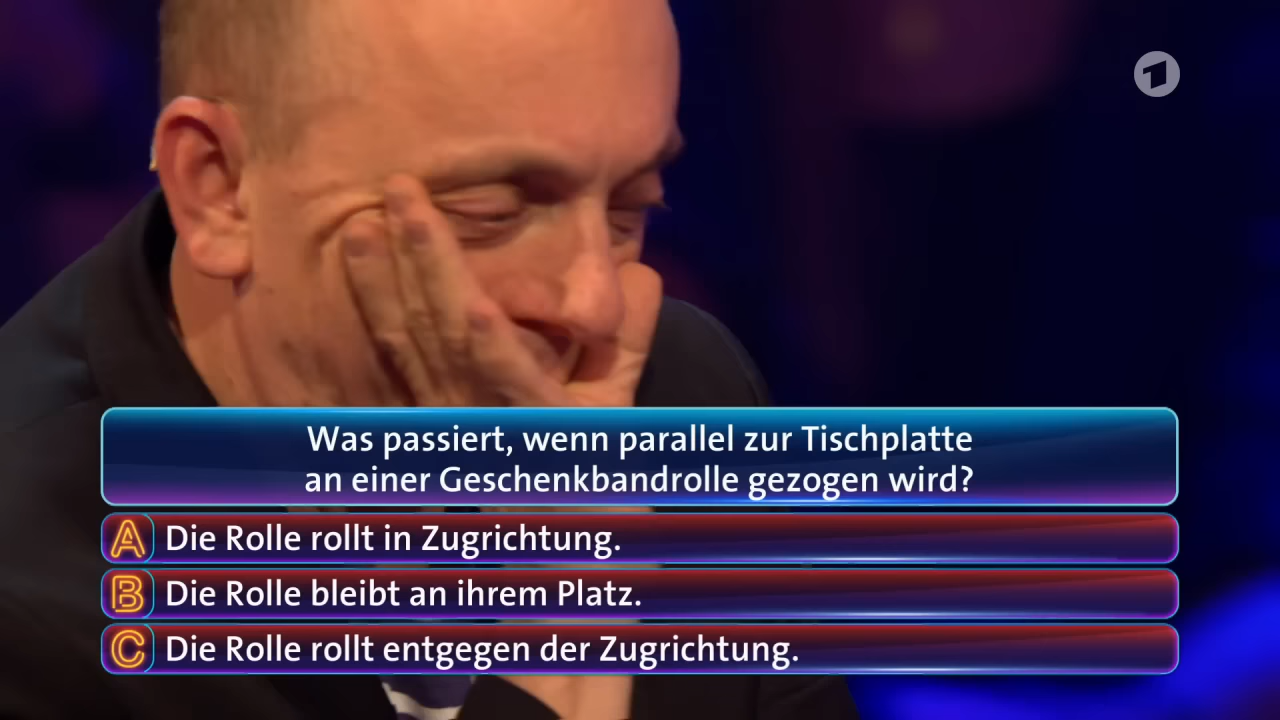 1
Was passiert, wenn parallel zur Tischplatte
an einer Geschenkbandrolle gezogen wird?
A Die Rolle rollt in Zugrichtung.
B Die Rolle bleibt an ihrem Platz.
C Die Rolle rollt entgegen der Zugrichtung.